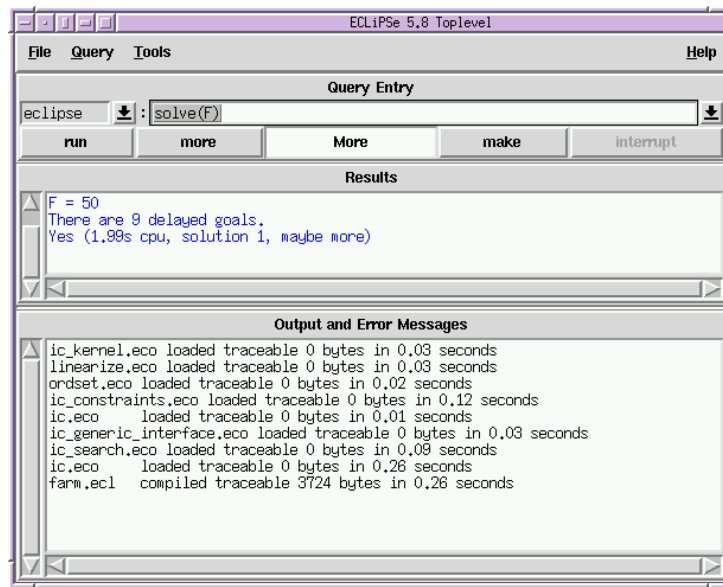 ECLiPSe 5.8 Toplevel
File Query Tools Help
Query Entry
eclipse : solve(F)
run more More make interrupt
Results
F = 50
There are 9 delayed goals.
Yes (1.99s cpu, solution 1, maybe more)
Output and Error Messages
ic_kernel.eco loaded traceable 0 bytes in 0.03 seconds
linearize.eco loaded traceable 0 bytes in 0.03 seconds
ordset.eco loaded traceable 0 bytes in 0.02 seconds
ic_constraints.eco loaded traceable 0 bytes in 0.12 seconds
ic.eco loaded traceable 0 bytes in 0.01 seconds
ic_generic_interface.eco loaded traceable 0 bytes in 0.03 seconds
ic_search.eco loaded traceable 0 bytes in 0.09 seconds
ic.eco loaded traceable 0 bytes in 0.26 seconds
farm.ecl compiled traceable 3724 bytes in 0.26 seconds